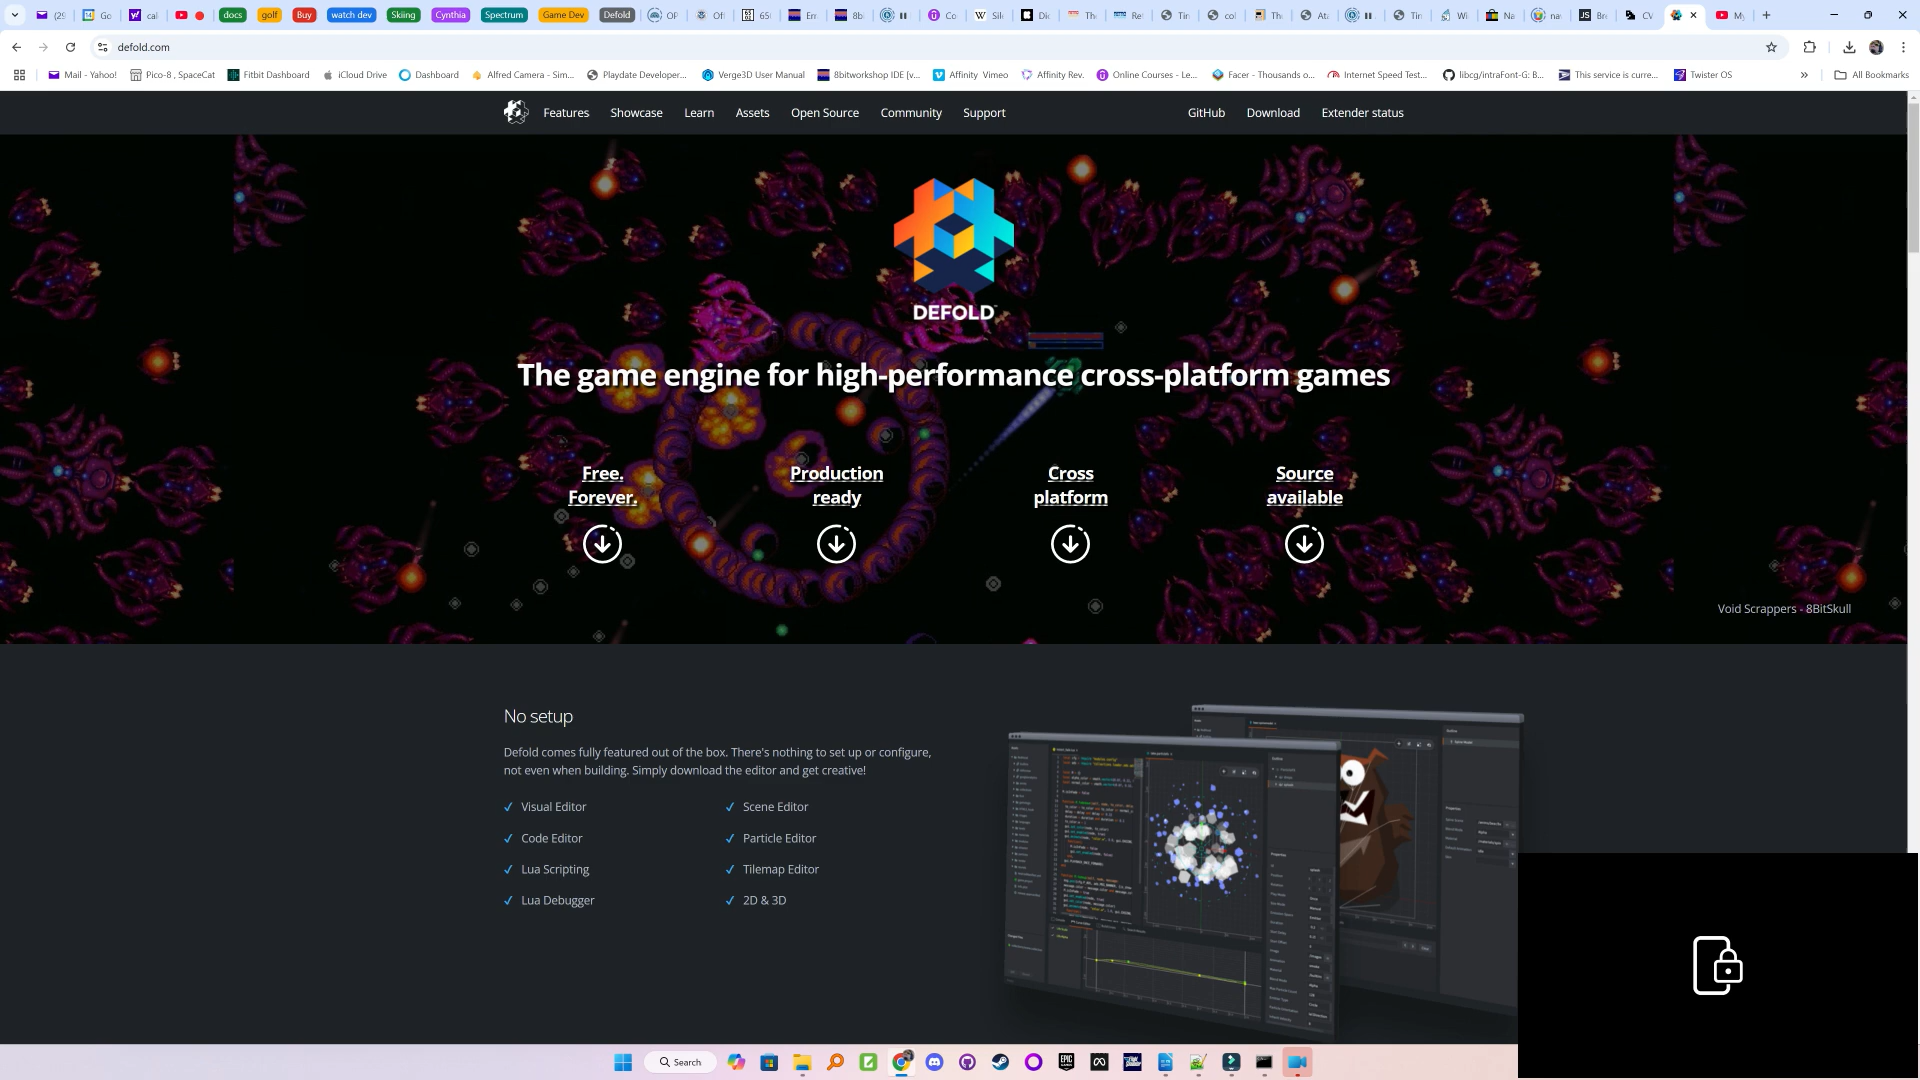 docs
golf
Buy
watch dev
Skiing
Cynthia
Spectrum
Game Dev
Defold
defold.com
Mail - Yahoo!
Pico-8 , SpaceCat
Fitbit Dashboard
iCloud Drive
Dashboard
Alfred Camera - Sim...
Playdate Developer...
Verge3D User Manual
8bitworkshop IDE [v...
Affinity Vimeo
Affinity Rev.
Online Courses - Le...
Facer - Thousands o...
Internet Speed Test...
libcg/intraFont-G: B...
This service is curre...
Twister OS
All Bookmarks
Features
Showcase
Learn
Assets
Open Source
Community
Support
GitHub
Download
Extender status
DEFOLD
The game engine for high-performance cross-platform games
Free.
Forever.
Production
ready
Cross
platform
Source
available
Void Scrappers - 8BitSkull
No setup
Defold comes fully featured out of the box. There's nothing to set up or configure,
not even when building. Simply download the editor and get creative!
Visual Editor
Scene Editor
Code Editor
Particle Editor
Lua Scripting
Tilemap Editor
Lua Debugger
2D & 3D
Search